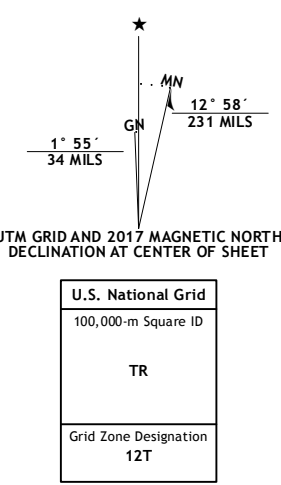 ★
MN
GN
12° 58´
231 MILS
1° 55´
34 MILS
UTM GRID AND 2017 MAGNETIC NORTH
DECLINATION AT CENTER OF SHEET
U.S. National Grid
100,000-m Square ID
TR
Grid Zone Designation
12T